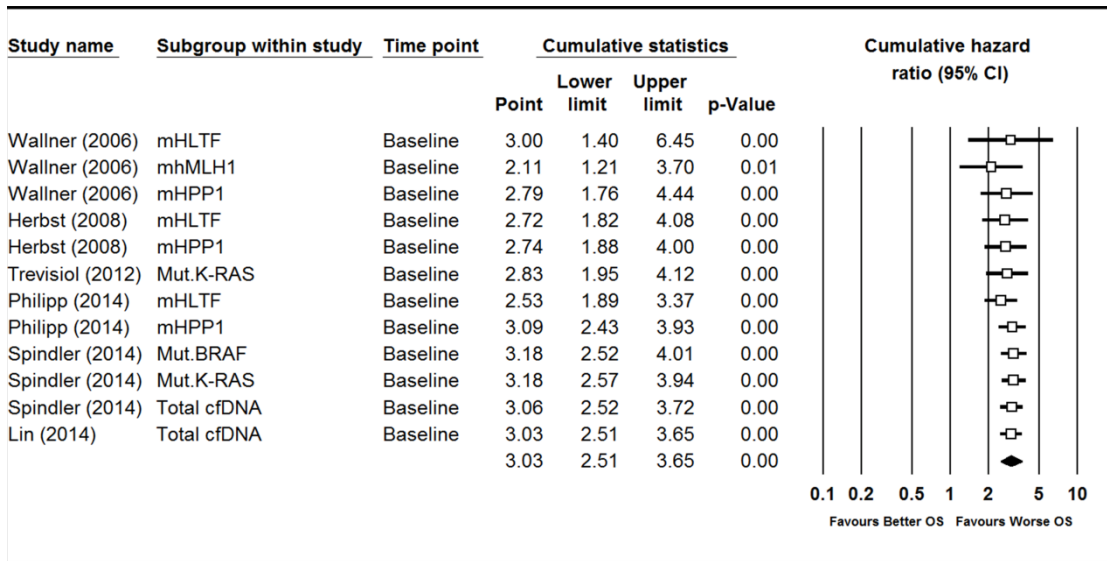 Study name Subgroup within study Time point Cumulative statistics Cumulative hazard
ratio (95% CI)
Lower Upper
Point limit limit p-Value
Wallner (2006) mHLTF Baseline 3.00 1.40 6.45 0.00
Wallner (2006) mhMLH1 Baseline 2.11 1.21 3.70 0.01
Wallner (2006) mHPP1 Baseline 2.79 1.76 4.44 0.00
Herbst (2008) mHLTF Baseline 2.72 1.82 4.08 0.00
Herbst (2008) mHPP1 Baseline 2.74 1.88 4.00 0.00
Trevisiol (2012) Mut.K-RAS Baseline 2.83 1.95 4.12 0.00
Philipp (2014) mHLTF Baseline 2.53 1.89 3.37 0.00
Philipp (2014) mHPP1 Baseline 3.09 2.43 3.93 0.00
Spindler (2014) Mut.BRAF Baseline 3.18 2.52 4.01 0.00
Spindler (2014) Mut.K-RAS Baseline 3.18 2.57 3.94 0.00
Spindler (2014) Total cfDNA Baseline 3.06 2.52 3.72 0.00
Lin (2014) Total cfDNA Baseline 3.03 2.51 3.65 0.00
3.03 2.51 3.65 0.00
0.1 0.2 0.5 1 2 5 10
Favours Better OS Favours Worse OS